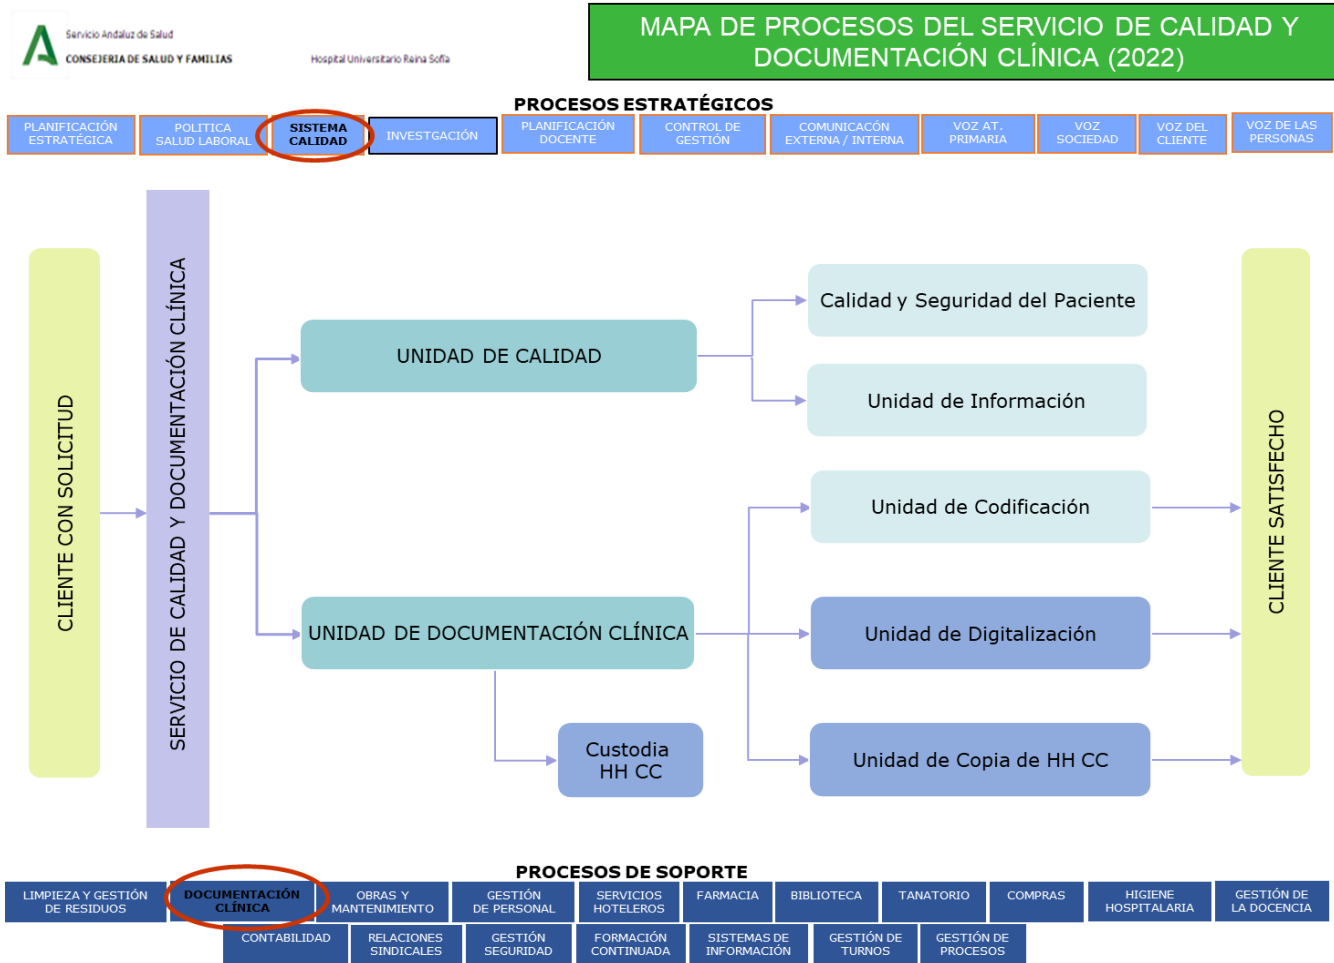 Servicio Andaluz de Salud
CONSEJERIA DE SALUD Y FAMILIAS
Hospital Universitario Reina Sofía
MAPA DE PROCESOS DEL SERVICIO DE CALIDAD Y
DOCUMENTACIÓN CLÍNICA (2022)
PROCESOS ESTRATÉGICOS
PLANIFICACIÓN
ESTRATÉGICA
POLITICA
SALUD LABORAL
SISTEMA
CALIDAD
INVESTGACIÓN
PLANIFICACIÓN
DOCENTE
CONTROL DE
GESTIÓN
COMUNICACÓN
EXTERNA / INTERNA
VOZ AT.
PRIMARIA
VOZ
SOCIEDAD
VOZ DEL
CLIENTE
VOZ DE LAS
PERSONAS
CLIENTE CON SOLICITUD
SERVICIO DE CALIDAD Y DOCUMENTACIÓN CLÍNICA
UNIDAD DE CALIDAD
Calidad y Seguridad del Paciente
Unidad de Información
UNIDAD DE DOCUMENTACIÓN CLÍNICA
Unidad de Codificación
Unidad de Digitalización
Unidad de Copia de HH CC
Custodia
HH CC
CLIENTE SATISFECHO
PROCESOS DE SOPORTE
LIMPIEZA Y GESTIÓN
DE RESIDUOS
DOCUMENTACIÓN
CLÍNICA
OBRAS Y
MANTENIMIENTO
GESTIÓN
DE PERSONAL
SERVICIOS
HOTELEROS
FARMACIA
BIBLIOTECA
TANATORIO
COMPRAS
HIGIENE
HOSPITALARIA
GESTIÓN DE
LA DOCENCIA
CONTABILIDAD
RELACIONES
SINDICALES
GESTIÓN
SEGURIDAD
FORMACIÓN
CONTINUADA
SISTEMAS DE
INFORMACIÓN
GESTIÓN DE
TURNOS
GESTIÓN DE
PROCESOS